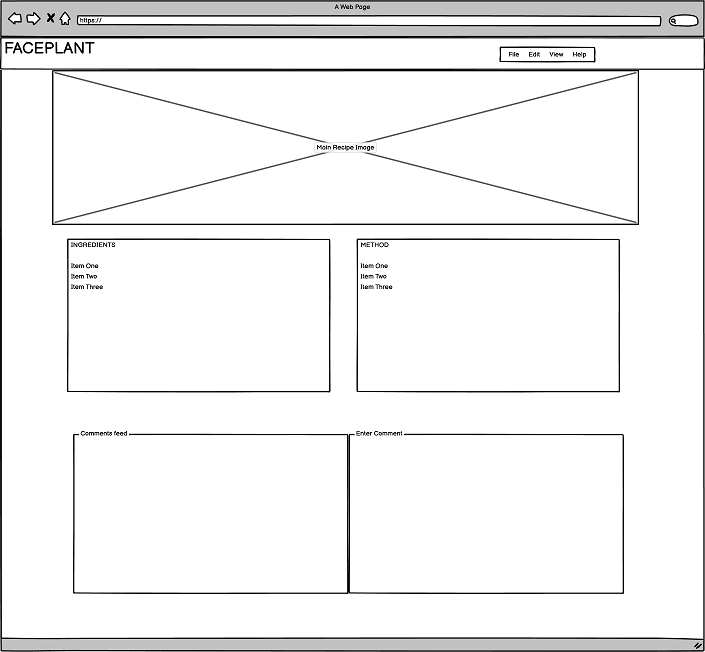 A Web Page
https://
FACEPLANT
File Edit View Help
Main Recipe Image
INGREDIENTS
Item One
Item Two
Item Three
METHOD
Item One
Item Two
Item Three
Comments feed
Enter Comment